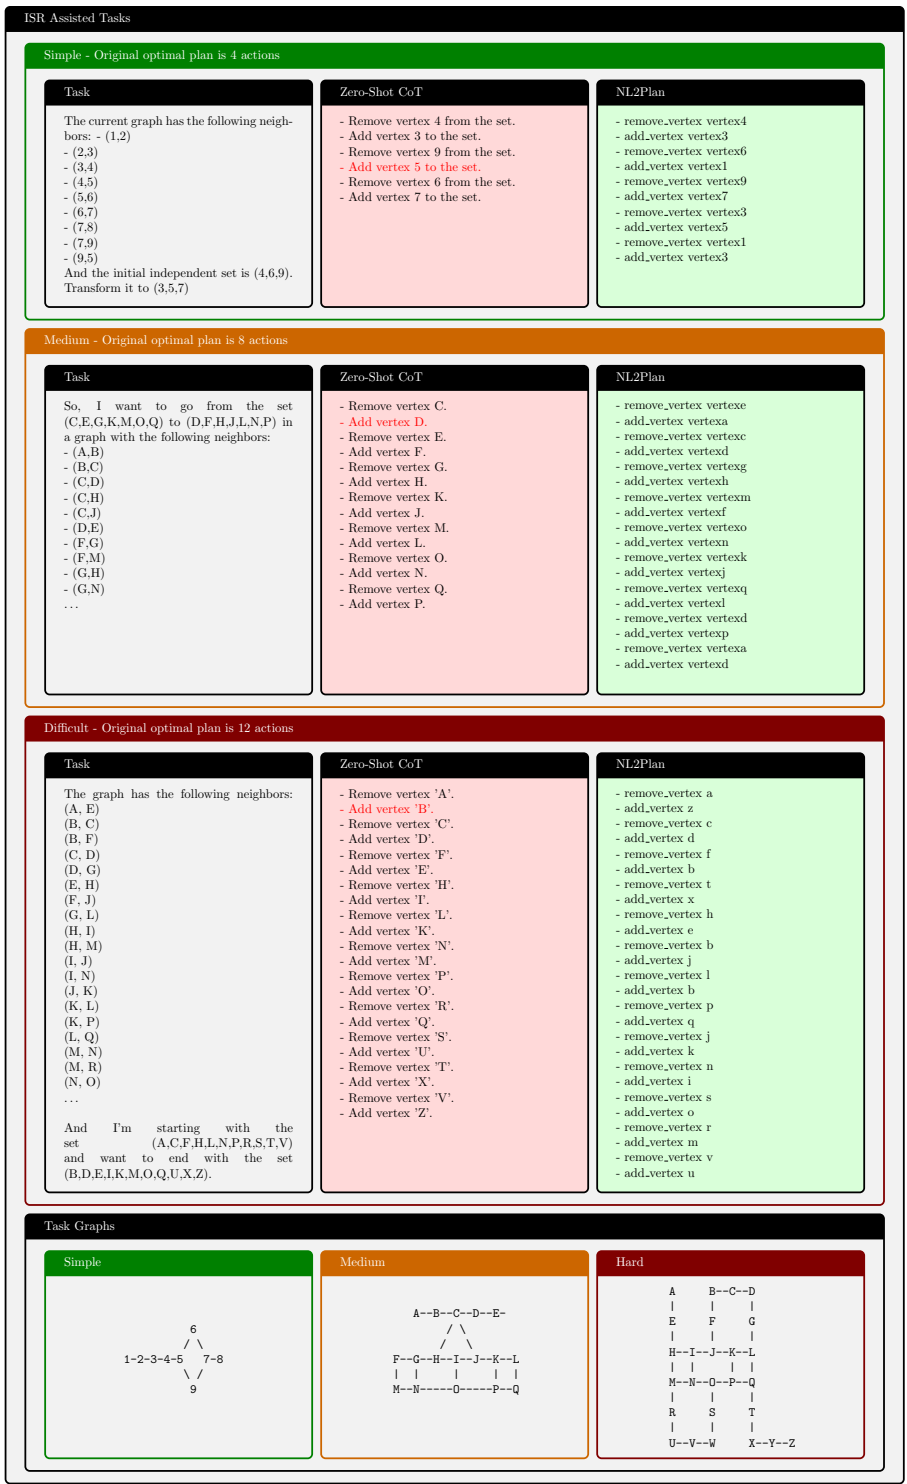 ISR Assisted Tasks
Simple - Original optimal plan is 4 actions
Task
The current graph has the following neigh-
bors: - (1,2)
- (2,3)
- (3,4)
- (4,5)
- (5,6)
- (6,7)
- (7,8)
- (7,9)
- (9,5)
And the initial independent set is (4,6,9).
Transform it to (3,5,7)
Zero-Shot CoT
- Remove vertex 4 from the set.
- Add vertex 3 to the set.
- Remove vertex 9 from the set.
- Add vertex 5 to the set.
- Remove vertex 6 from the set.
- Add vertex 7 to the set.
NL2Plan
- remove_vertex vertex4
- add_vertex vertex3
- remove_vertex vertex6
- add_vertex vertex1
- remove_vertex vertex9
- add_vertex vertex7
- remove_vertex vertex3
- add_vertex vertex5
- remove_vertex vertex1
- add_vertex vertex3
Medium - Original optimal plan is 8 actions
Task
So, I want to go from the set
(C,E,G,K,M,O,Q) to (D,F,H,J,L,N,P) in
a graph with the following neighbors:
- (A,B)
- (B,C)
- (C,D)
- (C,H)
- (C,J)
- (D,E)
- (F,G)
- (F,M)
- (G,H)
- (G,N)
...
Zero-Shot CoT
- Remove vertex C.
- Add vertex D.
- Remove vertex E.
- Add vertex F.
- Remove vertex G.
- Add vertex H.
- Remove vertex K.
- Add vertex J.
- Remove vertex M.
- Add vertex L.
- Remove vertex O.
- Add vertex N.
- Remove vertex Q.
- Add vertex P.
NL2Plan
- remove_vertex vertexe
- add_vertex vertexa
- remove_vertex vertexc
- add_vertex vertexd
- remove_vertex vertexg
- add_vertex vertexh
- remove_vertex vertexm
- add_vertex vertexf
- remove_vertex vertexo
- add_vertex vertexn
- remove_vertex vertexk
- add_vertex vertexj
- remove_vertex vertexq
- add_vertex vertexl
- remove_vertex vertexd
- add_vertex vertexp
- remove_vertex vertexa
- add_vertex vertexd
Difficult - Original optimal plan is 12 actions
Task
The graph has the following neighbors:
(A, E)
(B, C)
(B, F)
(C, D)
(D, G)
(E, H)
(F, J)
(G, L)
(H, I)
(H, M)
(I, J)
(I, N)
(J, K)
(K, L)
(K, P)
(L, Q)
(M, N)
(M, R)
(N, O)
...
And I'm starting with the
set (A,C,F,H,L,N,P,R,S,T,V)
and want to end with the set
(B,D,E,I,K,M,O,Q,U,X,Z).
Zero-Shot CoT
- Remove vertex 'A'.
- Add vertex 'B'.
- Remove vertex 'C'.
- Add vertex 'D'.
- Remove vertex 'F'.
- Add vertex 'E'.
- Remove vertex 'H'.
- Add vertex 'I'.
- Remove vertex 'L'.
- Add vertex 'K'.
- Remove vertex 'N'.
- Add vertex 'M'.
- Remove vertex 'P'.
- Add vertex 'O'.
- Remove vertex 'R'.
- Add vertex 'Q'.
- Remove vertex 'S'.
- Add vertex 'U'.
- Remove vertex 'T'.
- Add vertex 'X'.
- Remove vertex 'V'.
- Add vertex 'Z'.
NL2Plan
- remove_vertex a
- add_vertex z
- remove_vertex c
- add_vertex d
- remove_vertex f
- add_vertex b
- remove_vertex t
- add_vertex x
- remove_vertex h
- add_vertex e
- remove_vertex b
- add_vertex j
- remove_vertex l
- add_vertex b
- remove_vertex p
- add_vertex q
- remove_vertex j
- add_vertex k
- remove_vertex n
- add_vertex i
- remove_vertex s
- add_vertex o
- remove_vertex r
- add_vertex m
- remove_vertex v
- add_vertex u
Task Graphs
Simple
6
/ \
1-2-3-4-5   7-8
\ /
9
Medium
A--B--C--D--E-
/ \
/   \
F--G--H--I--J--K--L
|  |     |     |  |
M--N-----O-----P--Q
Hard
A     B--C--D
|     |     |
E     F     G
|     |     |
H--I--J--K--L
|  |     |  |
M--N--O--P--Q
|     |     |
R     S     T
|     |     |
U--V--W     X--Y--Z